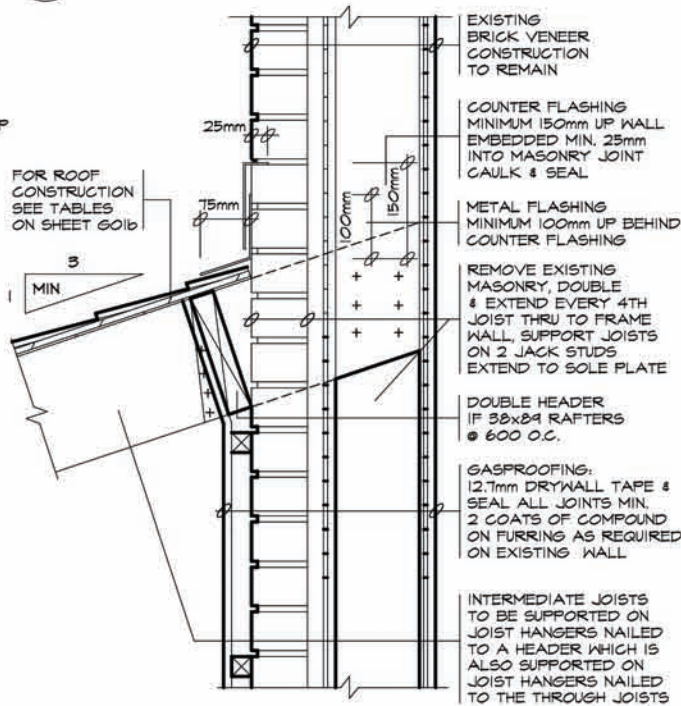 EXISTING
BRICK VENEER
CONSTRUCTION
TO REMAIN
25mm
COUNTER FLASHING
MINIMUM 150mm UP WALL
EMBEDDED MIN. 25mm
INTO MASONRY JOINT
CAULK & SEAL
FOR ROOF
CONSTRUCTION
SEE TABLES
ON SHEET G01b
75mm
100mm
150mm
METAL FLASHING
MINIMUM 100mm UP BEHIND
COUNTER FLASHING
3
1
MIN
REMOVE EXISTING
MASONRY, DOUBLE
& EXTEND EVERY 4TH
JOIST THRU TO FRAME
WALL, SUPPORT JOISTS
ON 2 JACK STUDS
EXTEND TO SOLE PLATE
DOUBLE HEADER
IF 38x89 RAFTERS
@ 600 O.C.
GASPROOFING:
12.7mm DRYWALL TAPE &
SEAL ALL JOINTS MIN.
2 COATS OF COMPOUND
ON FURRING AS REQUIRED
ON EXISTING WALL
INTERMEDIATE JOISTS
TO BE SUPPORTED ON
JOIST HANGERS NAILED
TO A HEADER WHICH IS
ALSO SUPPORTED ON
JOIST HANGERS NAILED
TO THE THROUGH JOISTS